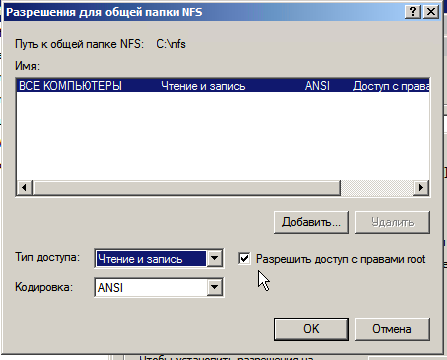 Разрешения для общей папки NFS
Путь к общей папке NFS: C:\nfs
Имя:
ВСЕ КОМПЬЮТЕРЫ Чтение и запись ANSI Доступ с права
Добавить... Удалить
Тип доступа: Чтение и запись Разрешить доступ с правами root
Кодировка: ANSI
OK Отмена
Чтобы установить разрешения на